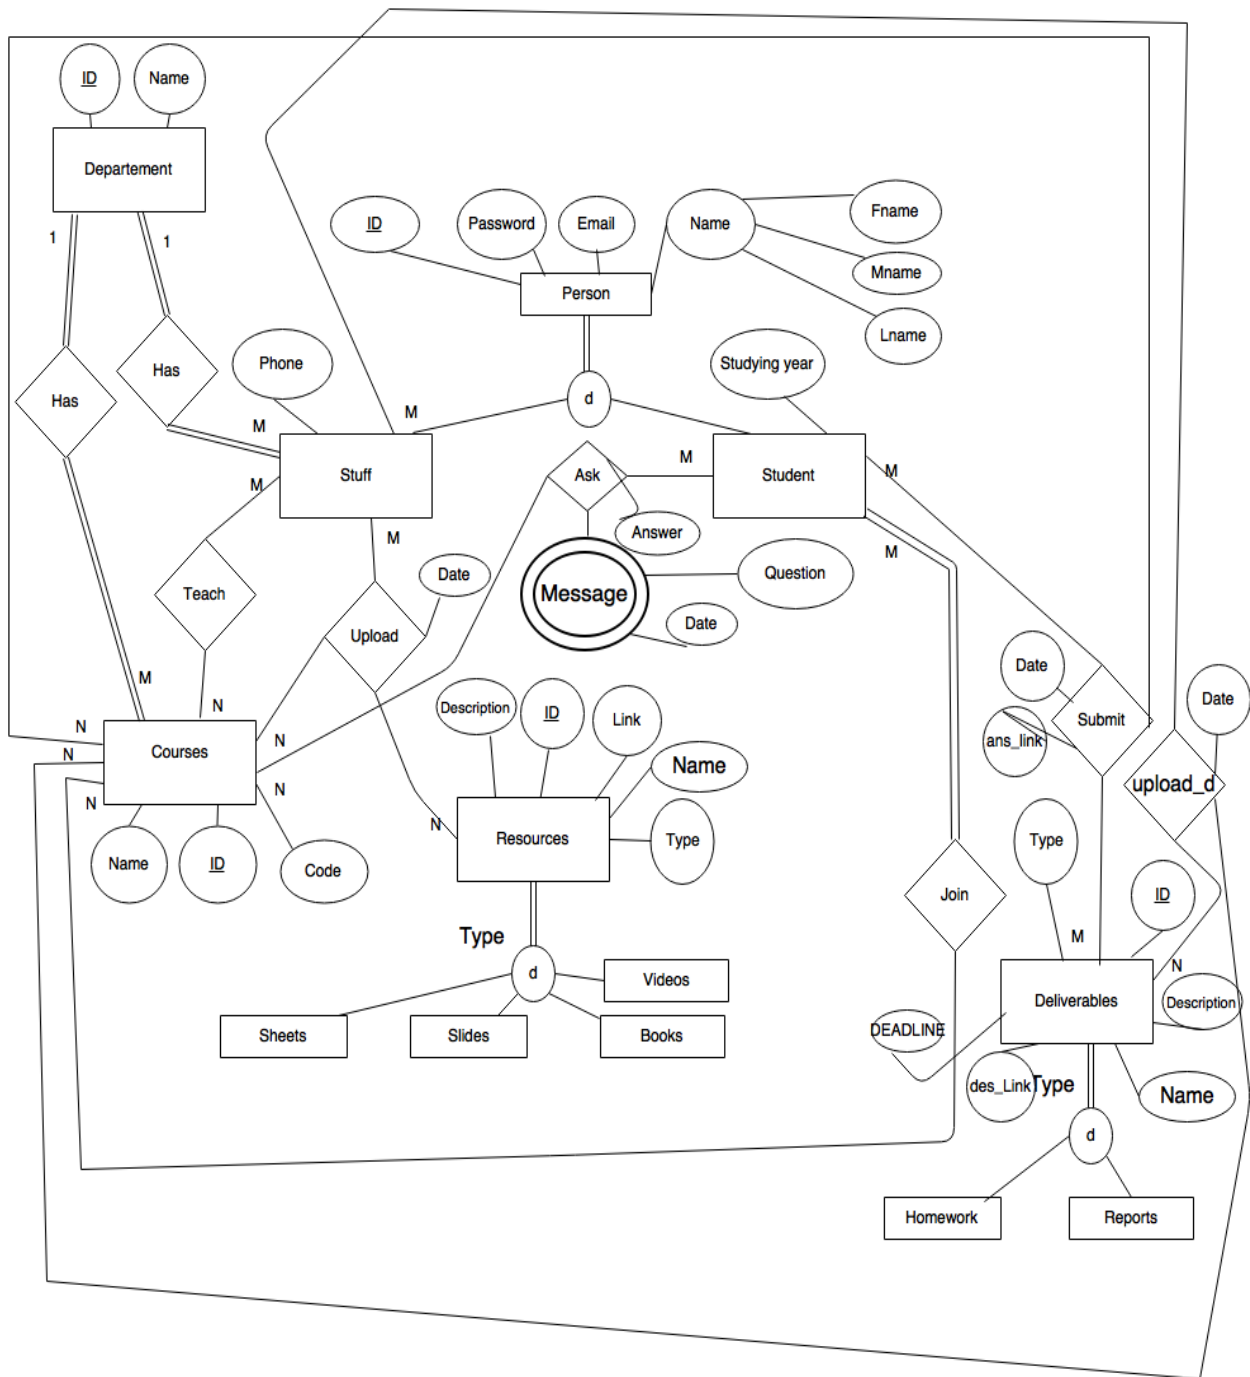 ID
Name
Departement
1
1
Has
Has
ID
Password
Email
Name
Fname
Mname
Lname
Person
Phone
Studying year
d
M
M
Stuff
M
Ask
M
Student
M
M
M
Answer
Message
Question
Date
Teach
Upload
Date
M
N
N
N
N
N
N
Courses
Name
ID
Code
Description
ID
Link
Name
Type
N
Resources
Type
d
Videos
Sheets
Slides
Books
Date
ans_link
Submit
Date
upload_d
Type
ID
Join
M
N
Deliverables
Description
DEADLINE
des_Link
Type
Name
d
Homework
Reports